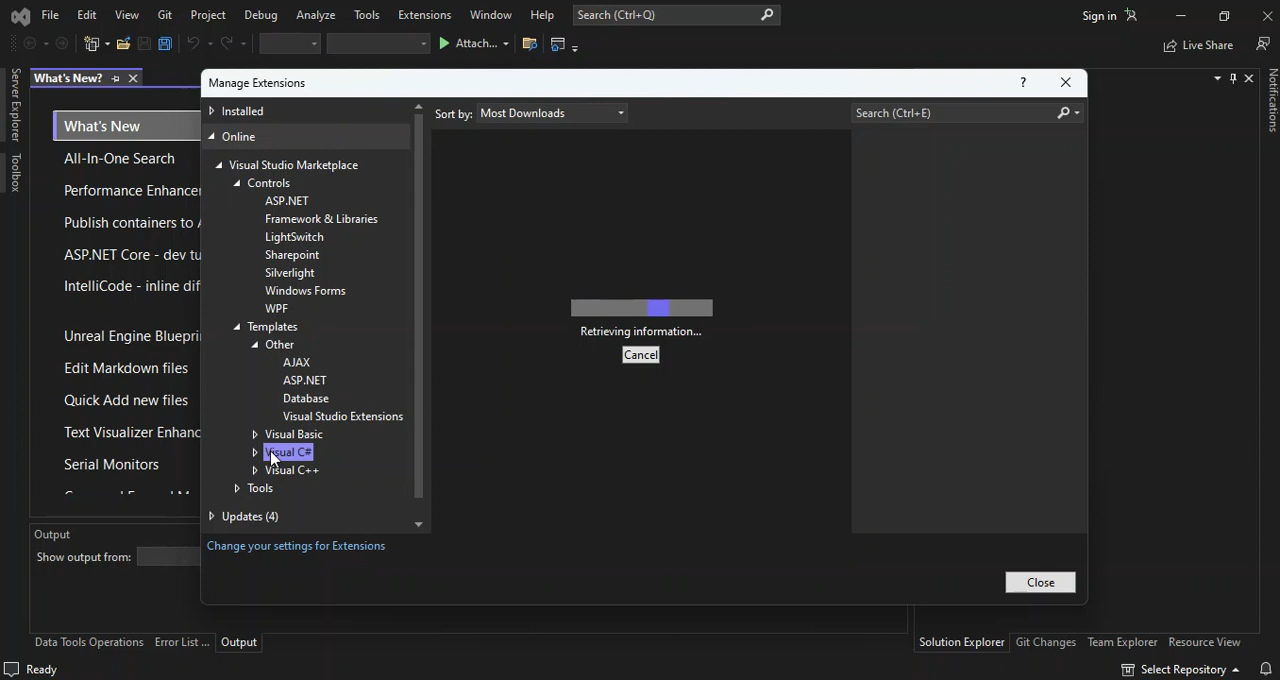 File Edit View Git Project Debug Analyze Tools Extensions Window Help Search (Ctrl+Q) Sign in
Attach... Live Share
Server Explorer
Toolbox
What's New?
What's New
All-In-One Search
Performance Enhancer
Publish containers to
ASP.NET Core - dev tu
IntelliCode - inline dif
Unreal Engine Bluepri
Edit Markdown files
Quick Add new files
Text Visualizer Enhanc
Serial Monitors
Manage Extensions ?
Installed
Online
Visual Studio Marketplace
Controls
ASP.NET
Framework & Libraries
LightSwitch
Sharepoint
Silverlight
Windows Forms
WPF
Templates
Other
AJAX
ASP.NET
Database
Visual Studio Extensions
Visual Basic
Visual C#
Visual C++
Tools
Updates (4)
Change your settings for Extensions
Sort by: Most Downloads
Search (Ctrl+E)
Retrieving information...
Cancel
Close
Notifications
Output
Show output from:
Data Tools Operations Error List ... Output
Solution Explorer Git Changes Team Explorer Resource View
Ready
Select Repository